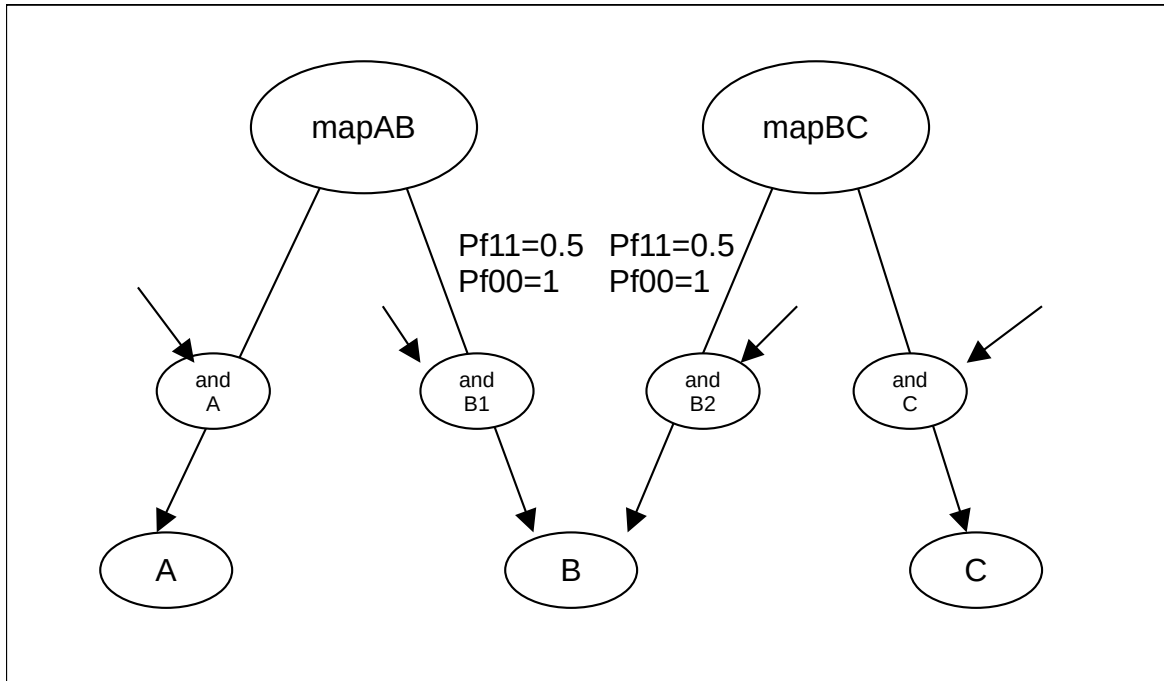 mapAB
mapBC
Pf11=0.5
Pf00=1
Pf11=0.5
Pf00=1
and
A
and
B1
and
B2
and
C
A
B
C